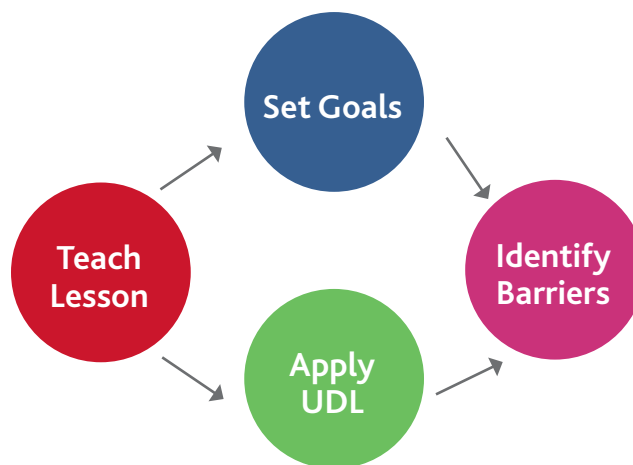 Set Goals
Teach
Lesson
Identify
Barriers
Apply
UDL